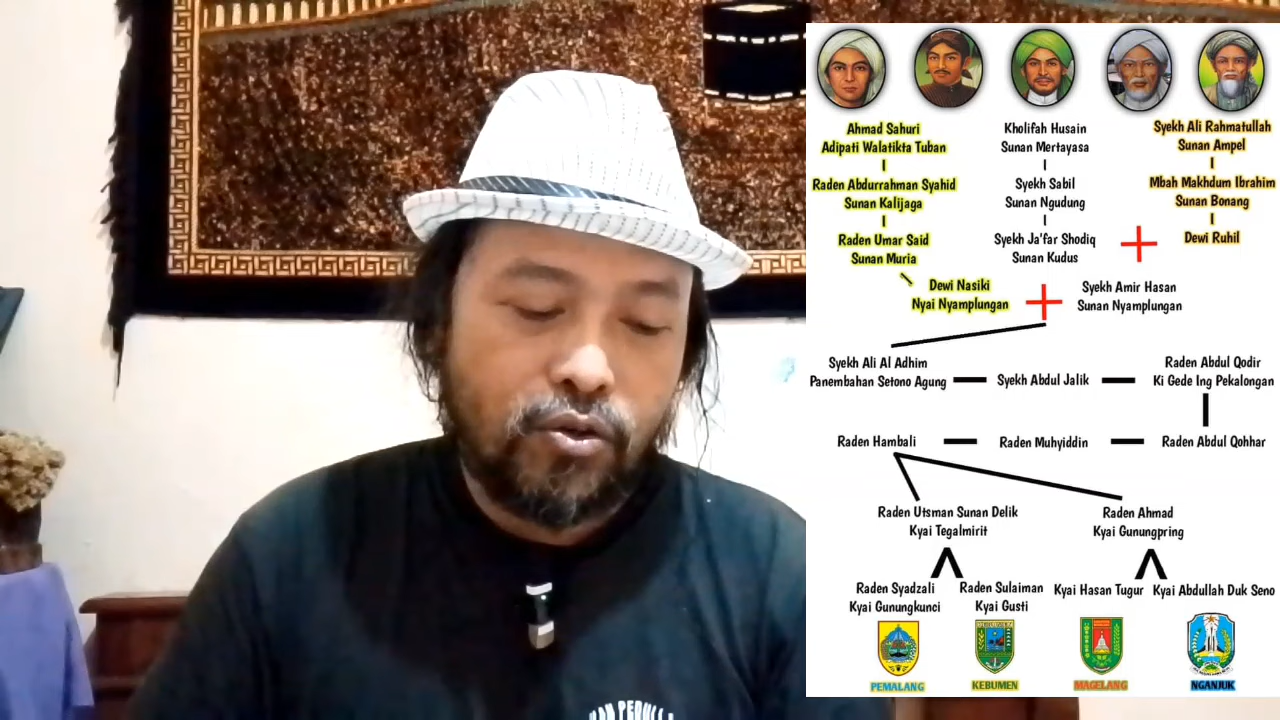 Ahmad Sahuri
Adipati Walatikta Tuban
Raden Abdurrahman Syahid
Sunan Kalijaga
Raden Umar Said
Sunan Muria
Kholifah Husain
Sunan Mertayasa
Syekh Sabil
Sunan Ngudung
Syekh Ja'far Shodiq
Sunan Kudus
Syekh Ali Rahmatullah
Sunan Ampel
Mbah Makhdum Ibrahim
Sunan Bonang
Dewi Ruhil
Dewi Nasiki
Nyai Nyamplungan
Syekh Amir Hasan
Sunan Nyamplungan
Syekh Ali Al Adhim
Panembahan Setono Agung
Syekh Abdul Jalik
Raden Abdul Qodir
Ki Gede Ing Pekalongan
Raden Hambali
Raden Muhyiddin
Raden Abdul Qohhar
Raden Utsman Sunan Delik
Kyai Tegalmirit
Raden Ahmad
Kyai Gunungpring
Raden Syadzali
Kyai Gunungkunci
Raden Sulaiman
Kyai Gusti
Kyai Hasan Tugur
Kyai Abdullah Duk Seno
PEMALANG
KEBUMEN
MAGELANG
NGANJUK